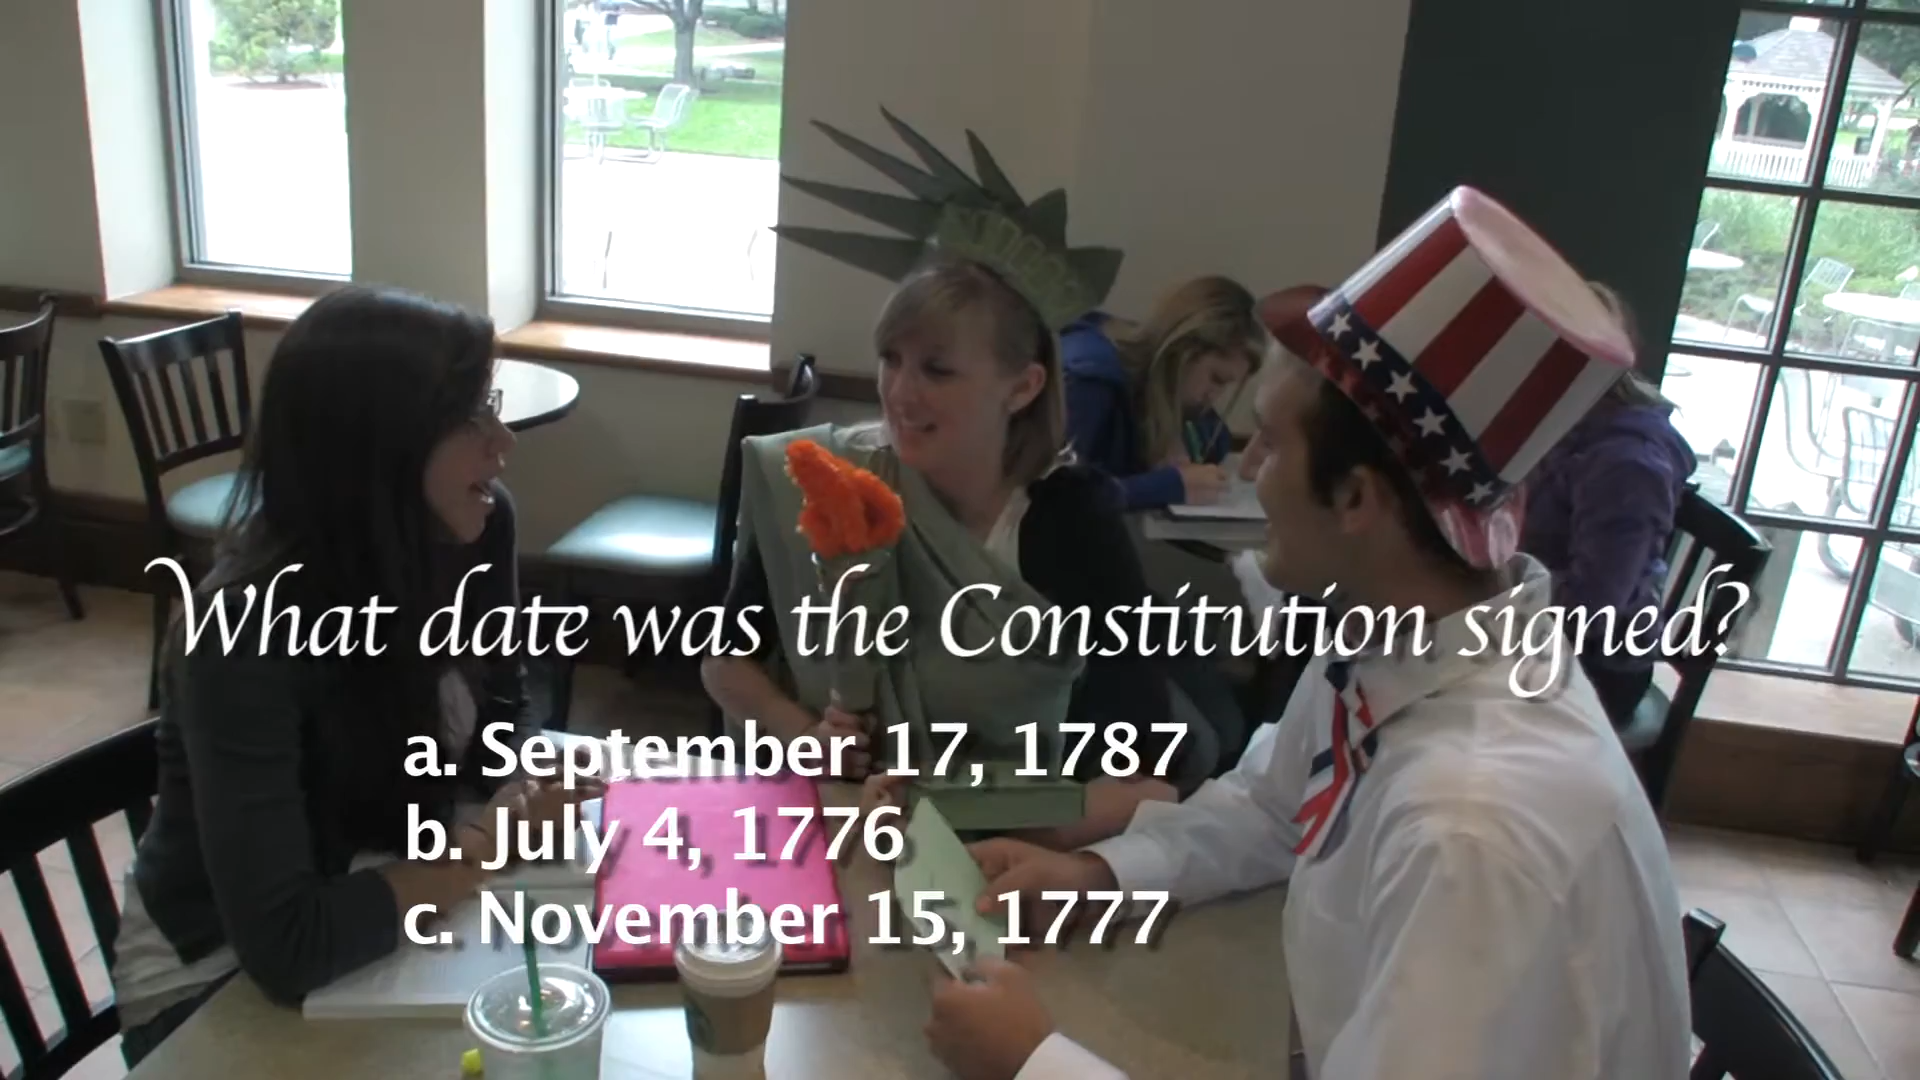 What date was the Constitution signed?
a. September 17, 1787
b. July 4, 1776
c. November 15, 1777